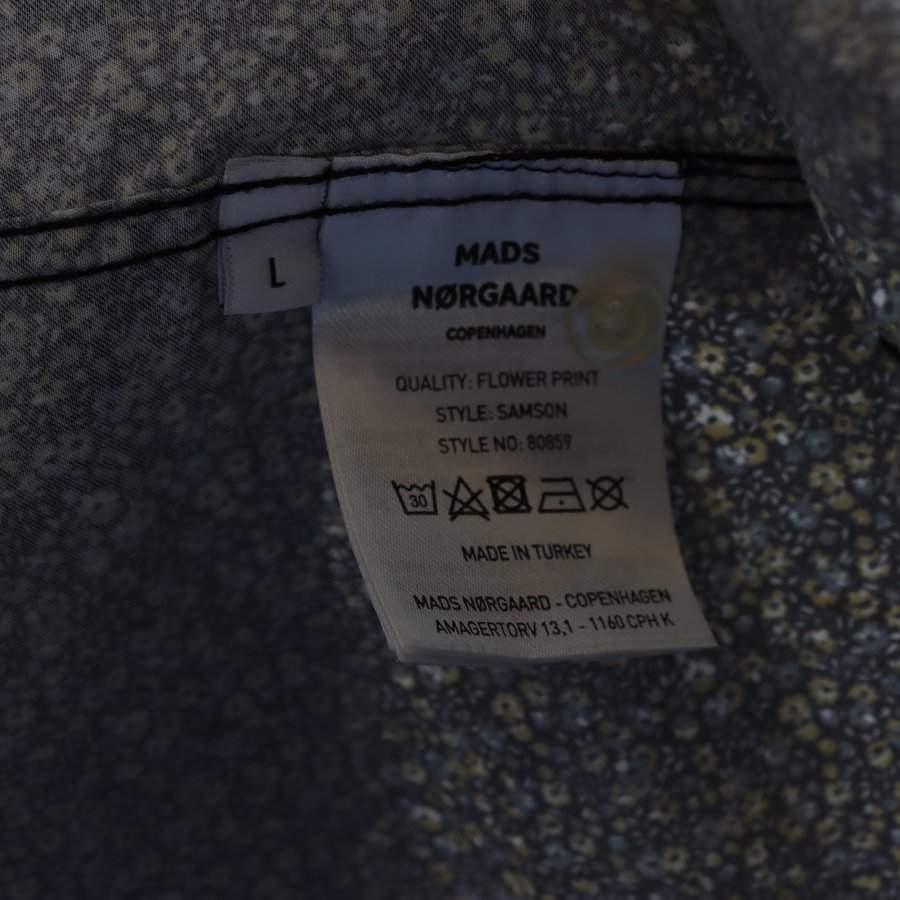 L
MADS
NØRGAARD
COPENHAGEN
QUALITY: FLOWER PRINT
STYLE: SAMSON
STYLE NO: 80859
30
MADE IN TURKEY
MADS NØRGAARD - COPENHAGEN
AMAGERTORV 13,1 - 1160 CPH K